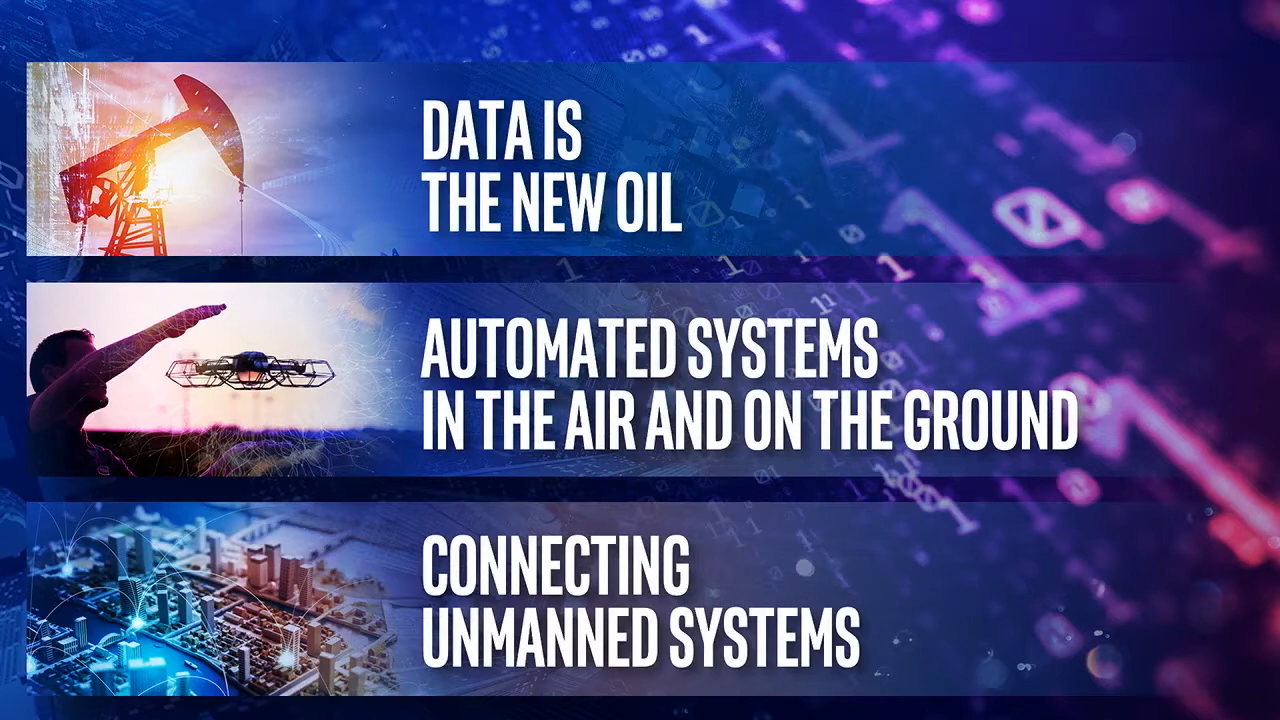 DATA IS
THE NEW OIL
AUTOMATED SYSTEMS
IN THE AIR AND ON THE GROUND
CONNECTING
UNMANNED SYSTEMS